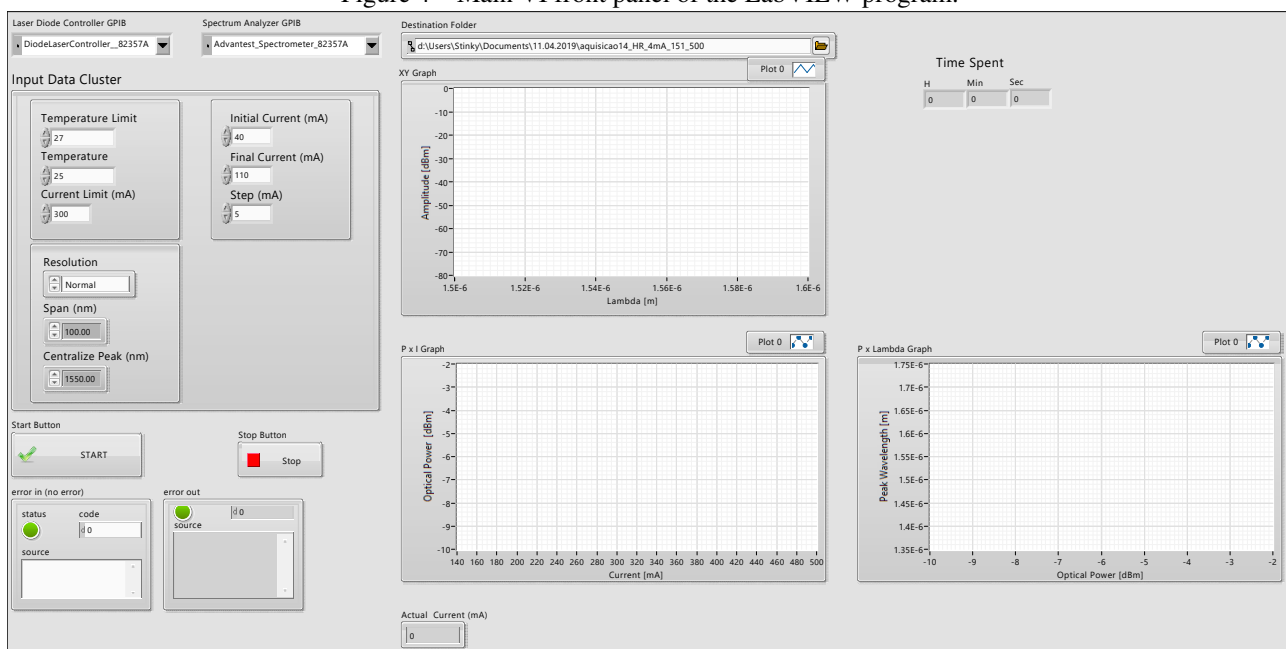 Figure 4 – Main VI front panel of the LabVIEW program.
Laser Diode Controller GPIB
Spectrum Analyzer GPIB
DiodeLaserController__82357A
Advantest_Spectrometer_82357A
Input Data Cluster
Temperature Limit
27
Temperature
25
Current Limit (mA)
300
Initial Current (mA)
40
Final Current (mA)
110
Step (mA)
5
Resolution
Normal
Span (nm)
100.00
Centralize Peak (nm)
1550.00
Start Button
START
Stop Button
Stop
error in (no error)
status
code
d 0
source
error out
d 0
source
Destination Folder
d:\Users\Stinky\Documents\11.04.2019\aquisicao14_HR_4mA_151_500
XY Graph
Plot 0
Amplitude [dBm]
0
-10
-20
-30
-40
-50
-60
-70
-80
1.5E-6 1.52E-6 1.54E-6 1.56E-6 1.58E-6 1.6E-6
Lambda [m]
Time Spent
H Min Sec
0 0 0
P x I Graph
Plot 0
Optical Power [dBm]
-2
-3
-4
-5
-6
-7
-8
-9
-10
140 160 180 200 220 240 260 280 300 320 340 360 380 400 420 440 460 480 500
Current [mA]
P x Lambda Graph
Plot 0
Peak Wavelength [m]
1.75E-6
1.7E-6
1.65E-6
1.6E-6
1.55E-6
1.5E-6
1.45E-6
1.4E-6
1.35E-6
-10 -9 -8 -7 -6 -5 -4 -3 -2
Optical Power [dBm]
Actual Current (mA)
0